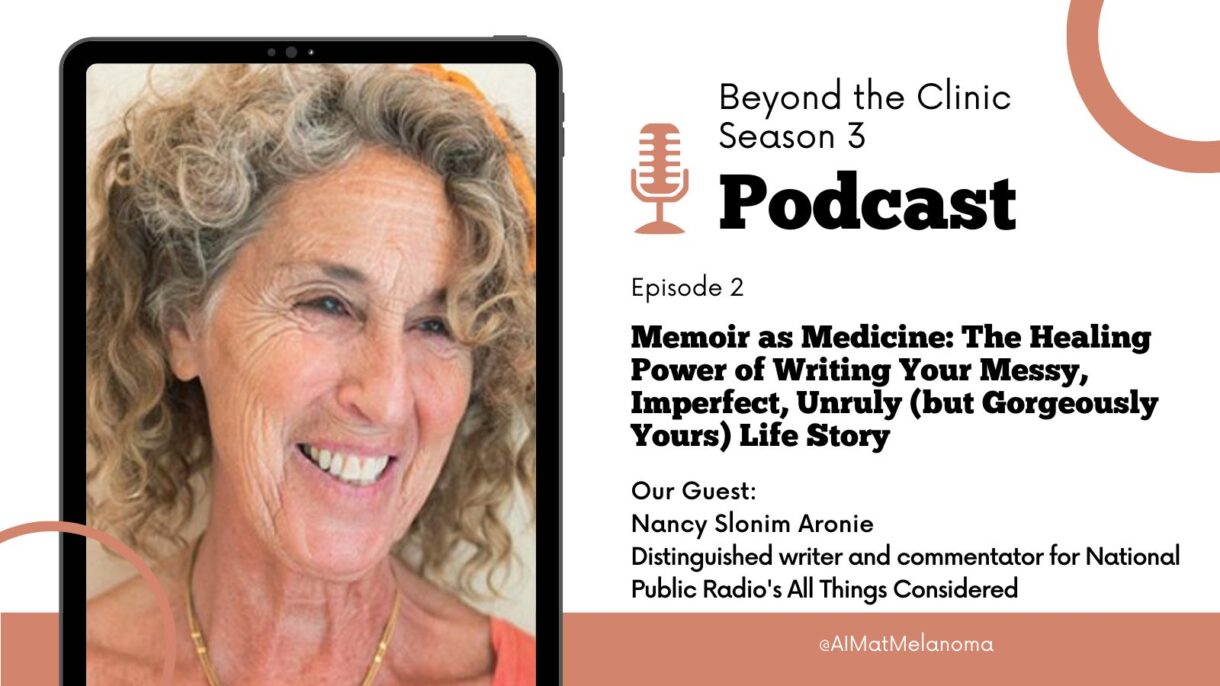 Beyond the Clinic
Season 3
Podcast
Episode 2
Memoir as Medicine: The Healing
Power of Writing Your Messy,
Imperfect, Unruly (but Gorgeously
Yours) Life Story
Our Guest:
Nancy Slonim Aronie
Distinguished writer and commentator for National
Public Radio's All Things Considered
@AIMatMelanoma